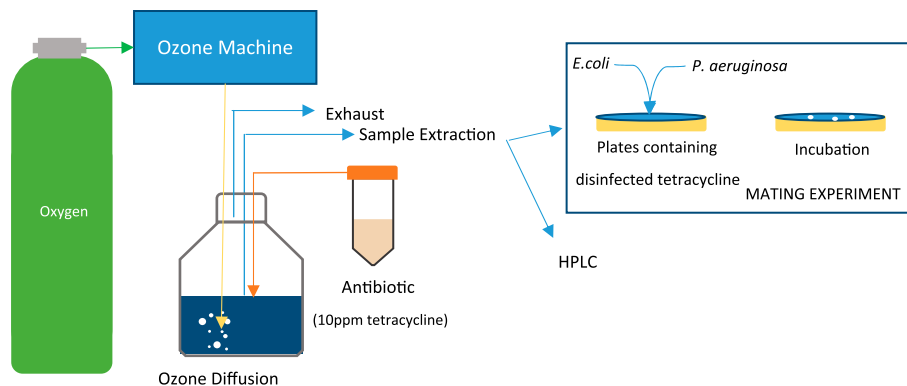 Ozone Machine
Oxygen
Exhaust
Sample Extraction
Antibiotic
(10ppm tetracycline)
Ozone Diffusion
HPLC
E.coli
P. aeruginosa
Plates containing
disinfected tetracycline
Incubation
MATING EXPERIMENT